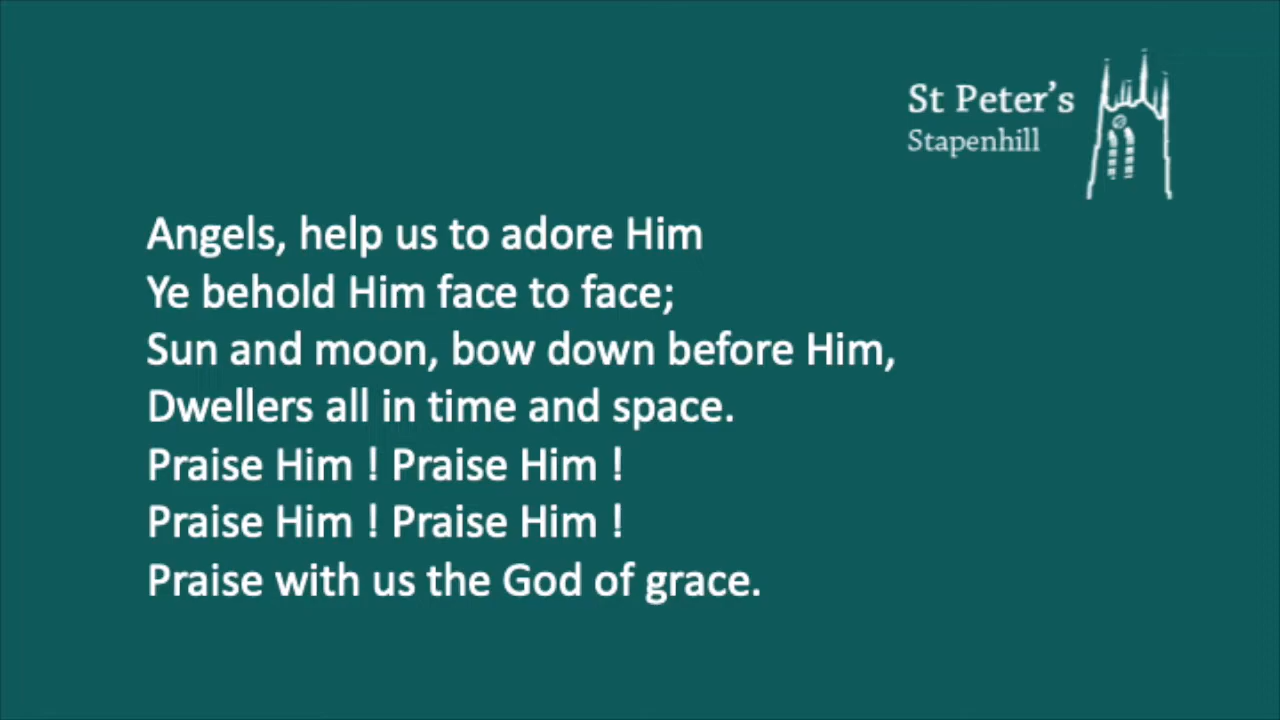 St Peter's
Stapenhill
Angels, help us to adore Him
Ye behold Him face to face;
Sun and moon, bow down before Him,
Dwellers all in time and space.
Praise Him ! Praise Him !
Praise Him ! Praise Him !
Praise with us the God of grace.